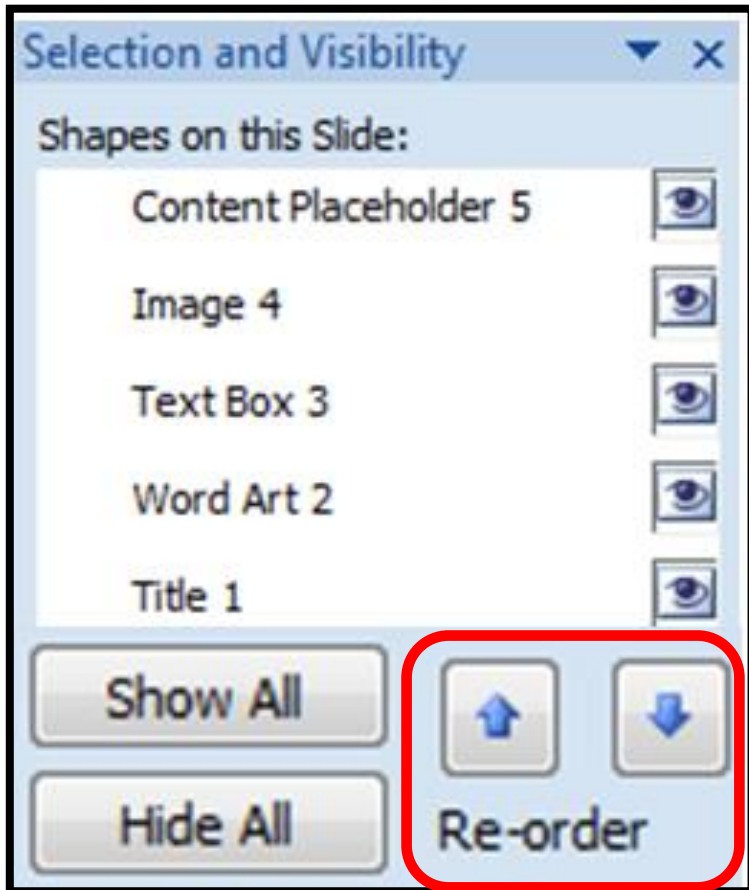 Selection and Visibility
Shapes on this Slide:
Content Placeholder 5
Image 4
Text Box 3
Word Art 2
Title 1
Show All
Hide All
Re-order